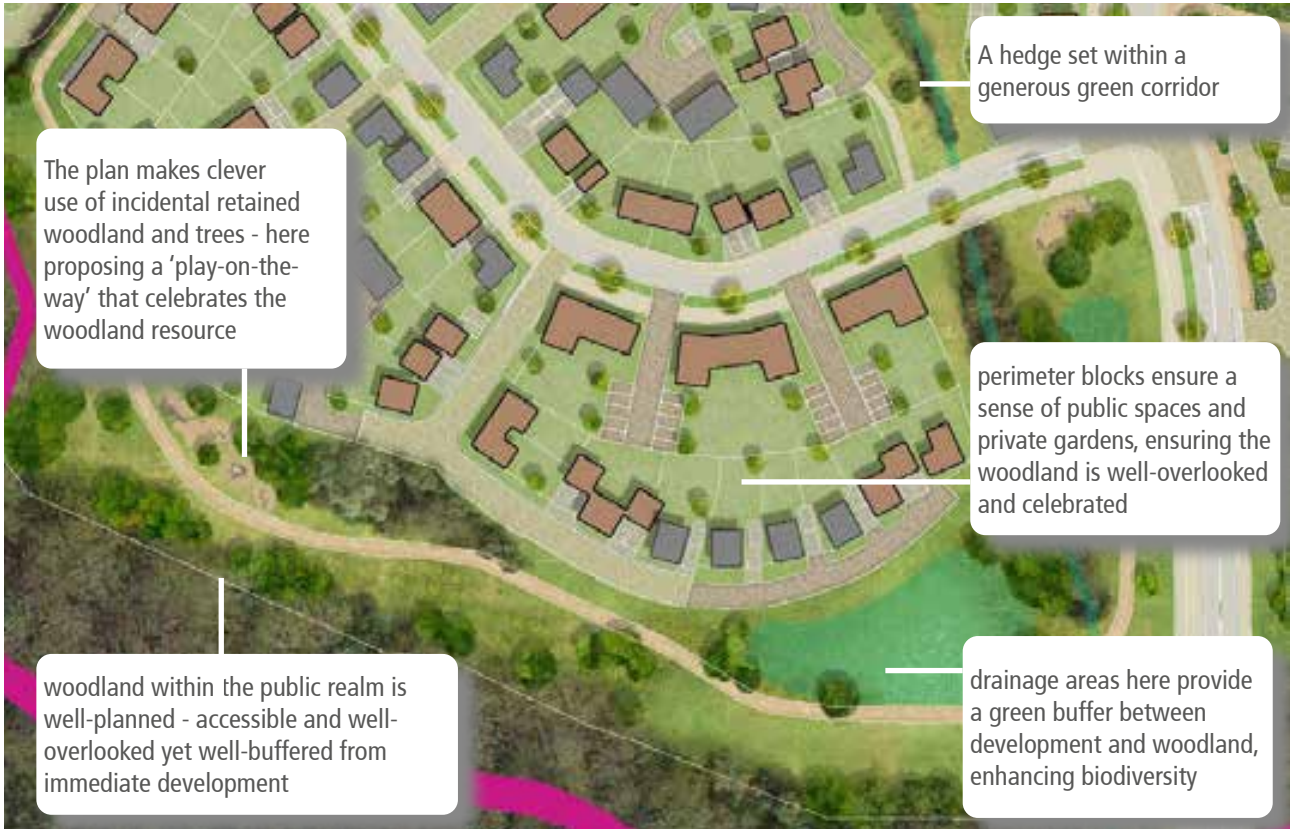 A hedge set within a
generous green corridor
The plan makes clever
use of incidental retained
woodland and trees - here
proposing a ‘play-on-the-
way’ that celebrates the
woodland resource
perimeter blocks ensure a
sense of public spaces and
private gardens, ensuring the
woodland is well-overlooked
and celebrated
woodland within the public realm is
well-planned - accessible and well-
overlooked yet well-buffered from
immediate development
drainage areas here provide
a green buffer between
development and woodland,
enhancing biodiversity